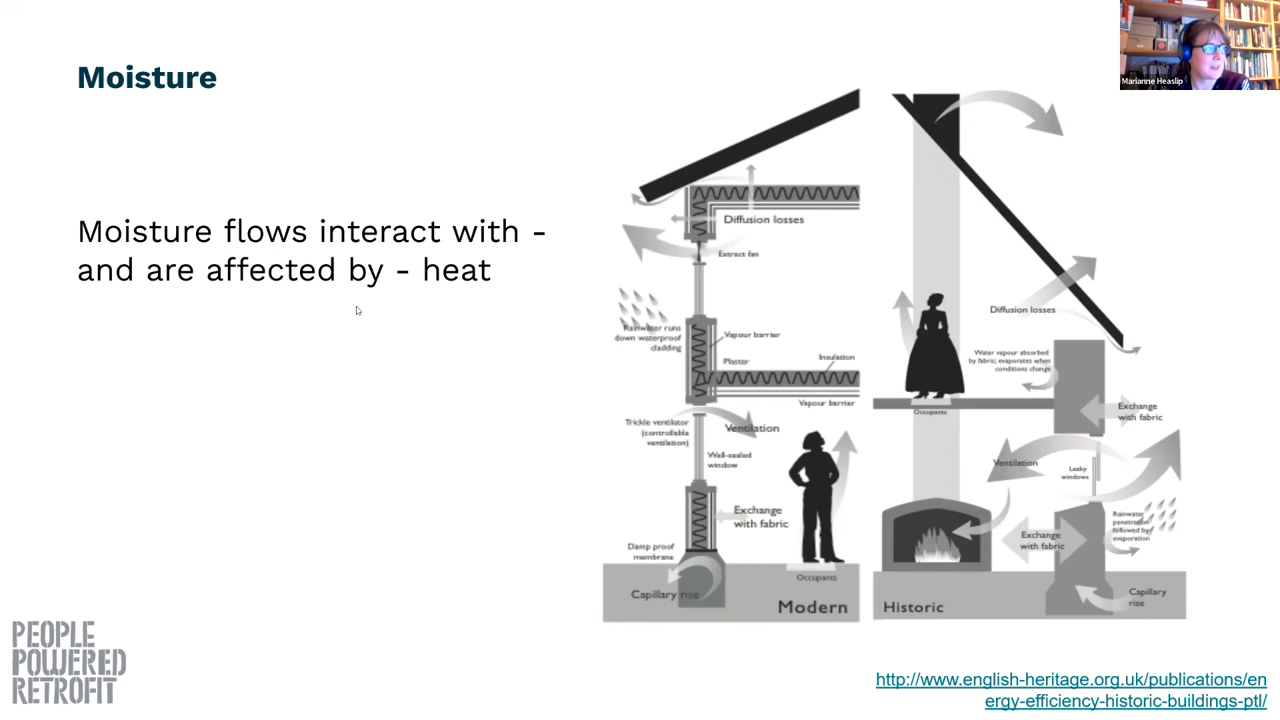 Marianne Heaslip
Moisture
Moisture flows interact with -
and are affected by - heat
Diffusion losses
Extract fan
Rainwater runs
down waterproof
cladding
Vapour barrier
Plaster
Insulation
Vapour barrier
Trickle ventilator
(controllable
ventilation)
Ventilation
Well-sealed
window
Exchange
with fabric
Damp proof
membrane
Capillary rise
Occupants
Modern
Diffusion losses
Water vapour absorbed
by fabric evaporates when
conditions change
Occupants
Exchange
with fabric
Ventilation
Leaky
windows
Rainwater
penetration
followed by
evaporation
Exchange
with fabric
Capillary
rise
Historic
PEOPLE
POWERED
RETROFIT
http://www.english-heritage.org.uk/publications/en
ergy-efficiency-historic-buildings-ptl/